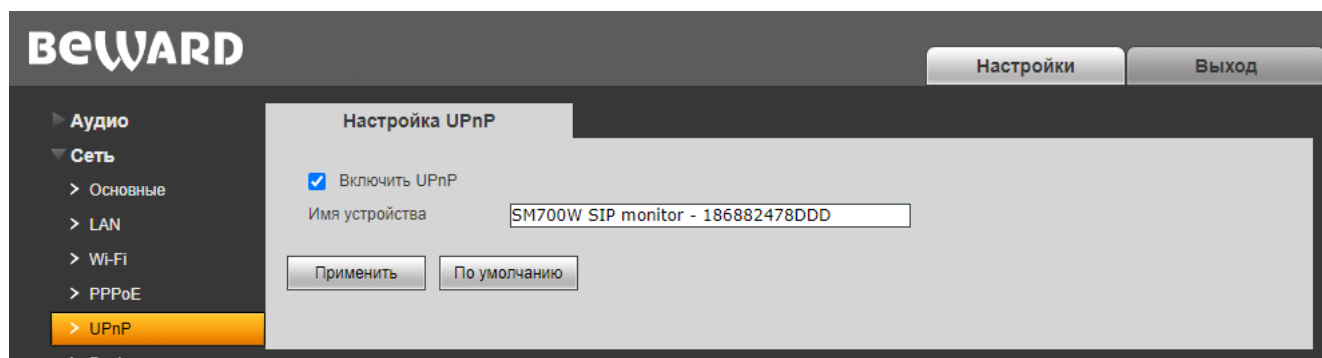 BEWARD
Настройки
Выход
Аудио
Настройка UPnP
Сеть
> Основные
Включить UPnP
Имя устройства
SM700W SIP monitor - 186882478DDD
> LAN
> Wi-Fi
Применить
По умолчанию
> PPPoE
> UPnP